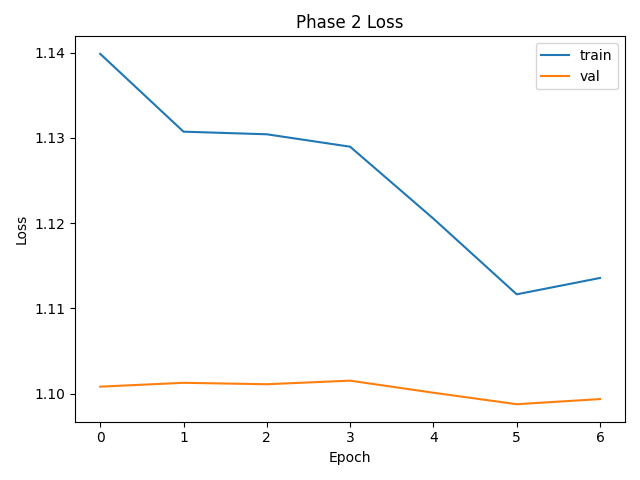 Phase 2 Loss
train
val
1.14
1.13
1.12
1.11
1.10
Loss
0 1 2 3 4 5 6
Epoch